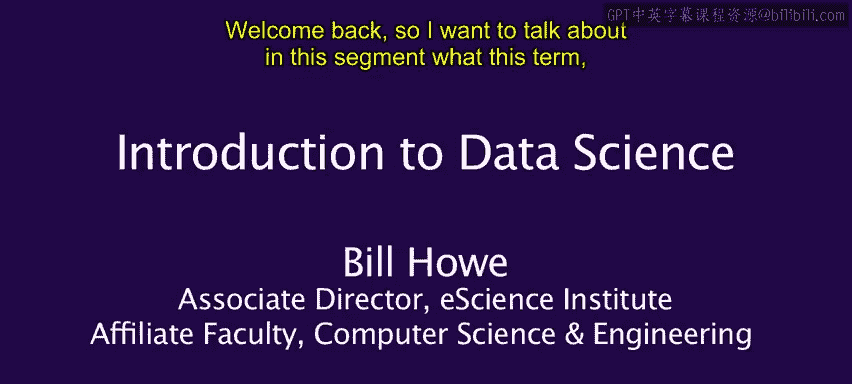 GPT中英字幕课程资源@bilibili.com
Welcome back, so I want to talk about
in this segment what this term,
Introduction to Data Science
Bill Howe
Associate Director, eScience Institute
Affiliate Faculty, Computer Science & Engineering